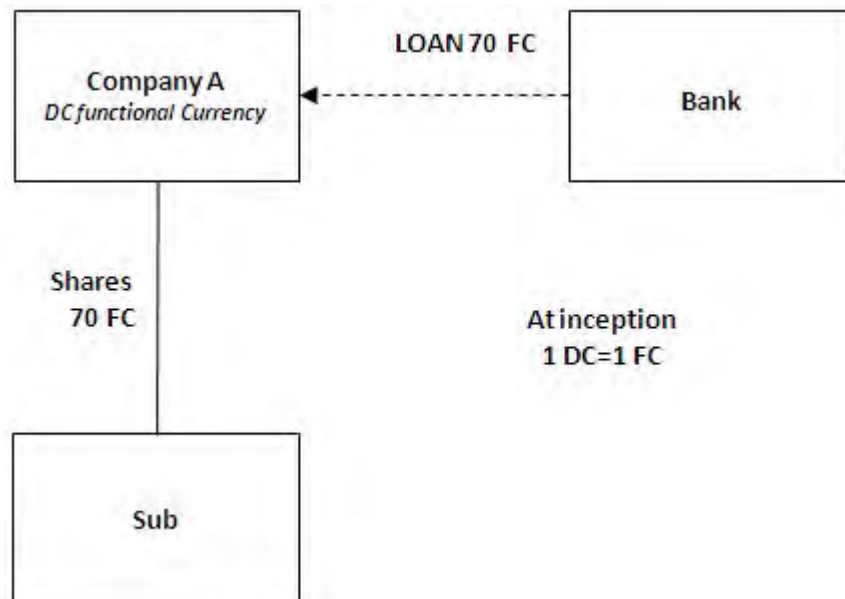 Company A
DC functional Currency
LOAN 70 FC
Bank
Shares
70 FC
At inception
1 DC=1 FC
Sub